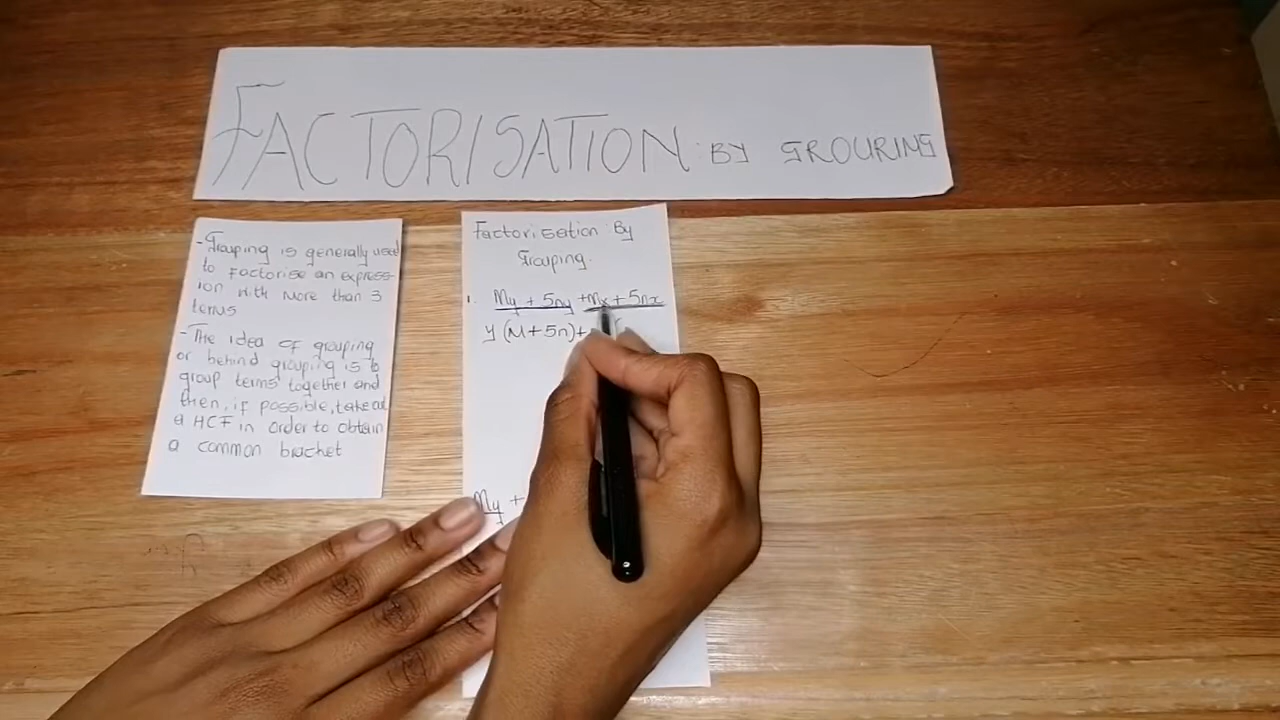 FACTORISATION: BY GROUPING
- Grouping is generally used
to factorise an express-
ion with more than 3
terms
- The idea of grouping
or behind grouping is to
group terms together and
then, if possible, take out
a HCF in order to obtain
a common bracket
Factorisation: By
Grouping.
1. My + 5ny + mx + 5nx
y (M + 5n) +
My +